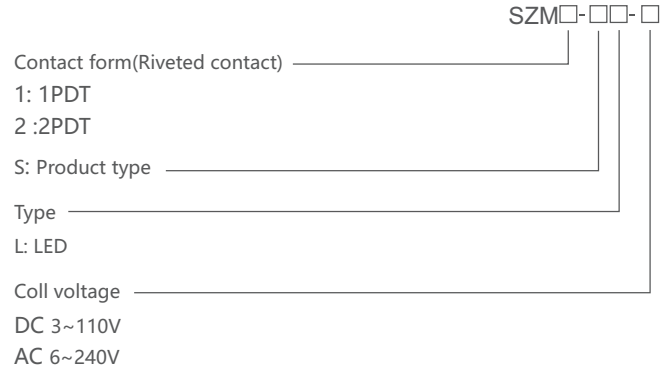 SZM□-□□-□
Contact form(Riveted contact)
1: 1PDT
2 :2PDT
S: Product type
Type
L: LED
Coll voltage
DC 3~110V
AC 6~240V